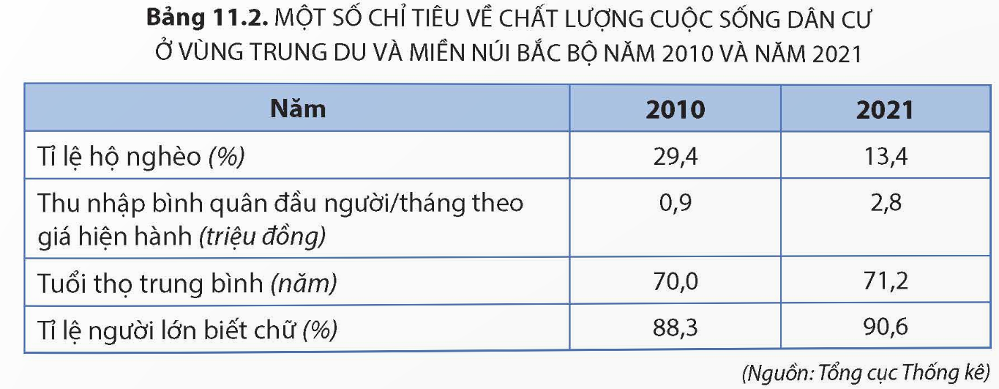 Bảng 11.2. MỘT SỐ CHỈ TIÊU VỀ CHẤT LƯỢNG CUỘC SỐNG DÂN CƯ
Ở VÙNG TRUNG DU VÀ MIỀN NÚI BẮC BỘ NĂM 2010 VÀ NĂM 2021
Năm 2010 2021
Tỉ lệ hộ nghèo (%) 29,4 13,4
Thu nhập bình quân đầu người/tháng theo 0,9 2,8
giá hiện hành (triệu đồng)
Tuổi thọ trung bình (năm) 70,0 71,2
Tỉ lệ người lớn biết chữ (%) 88,3 90,6
(Nguồn: Tổng cục Thống kê)